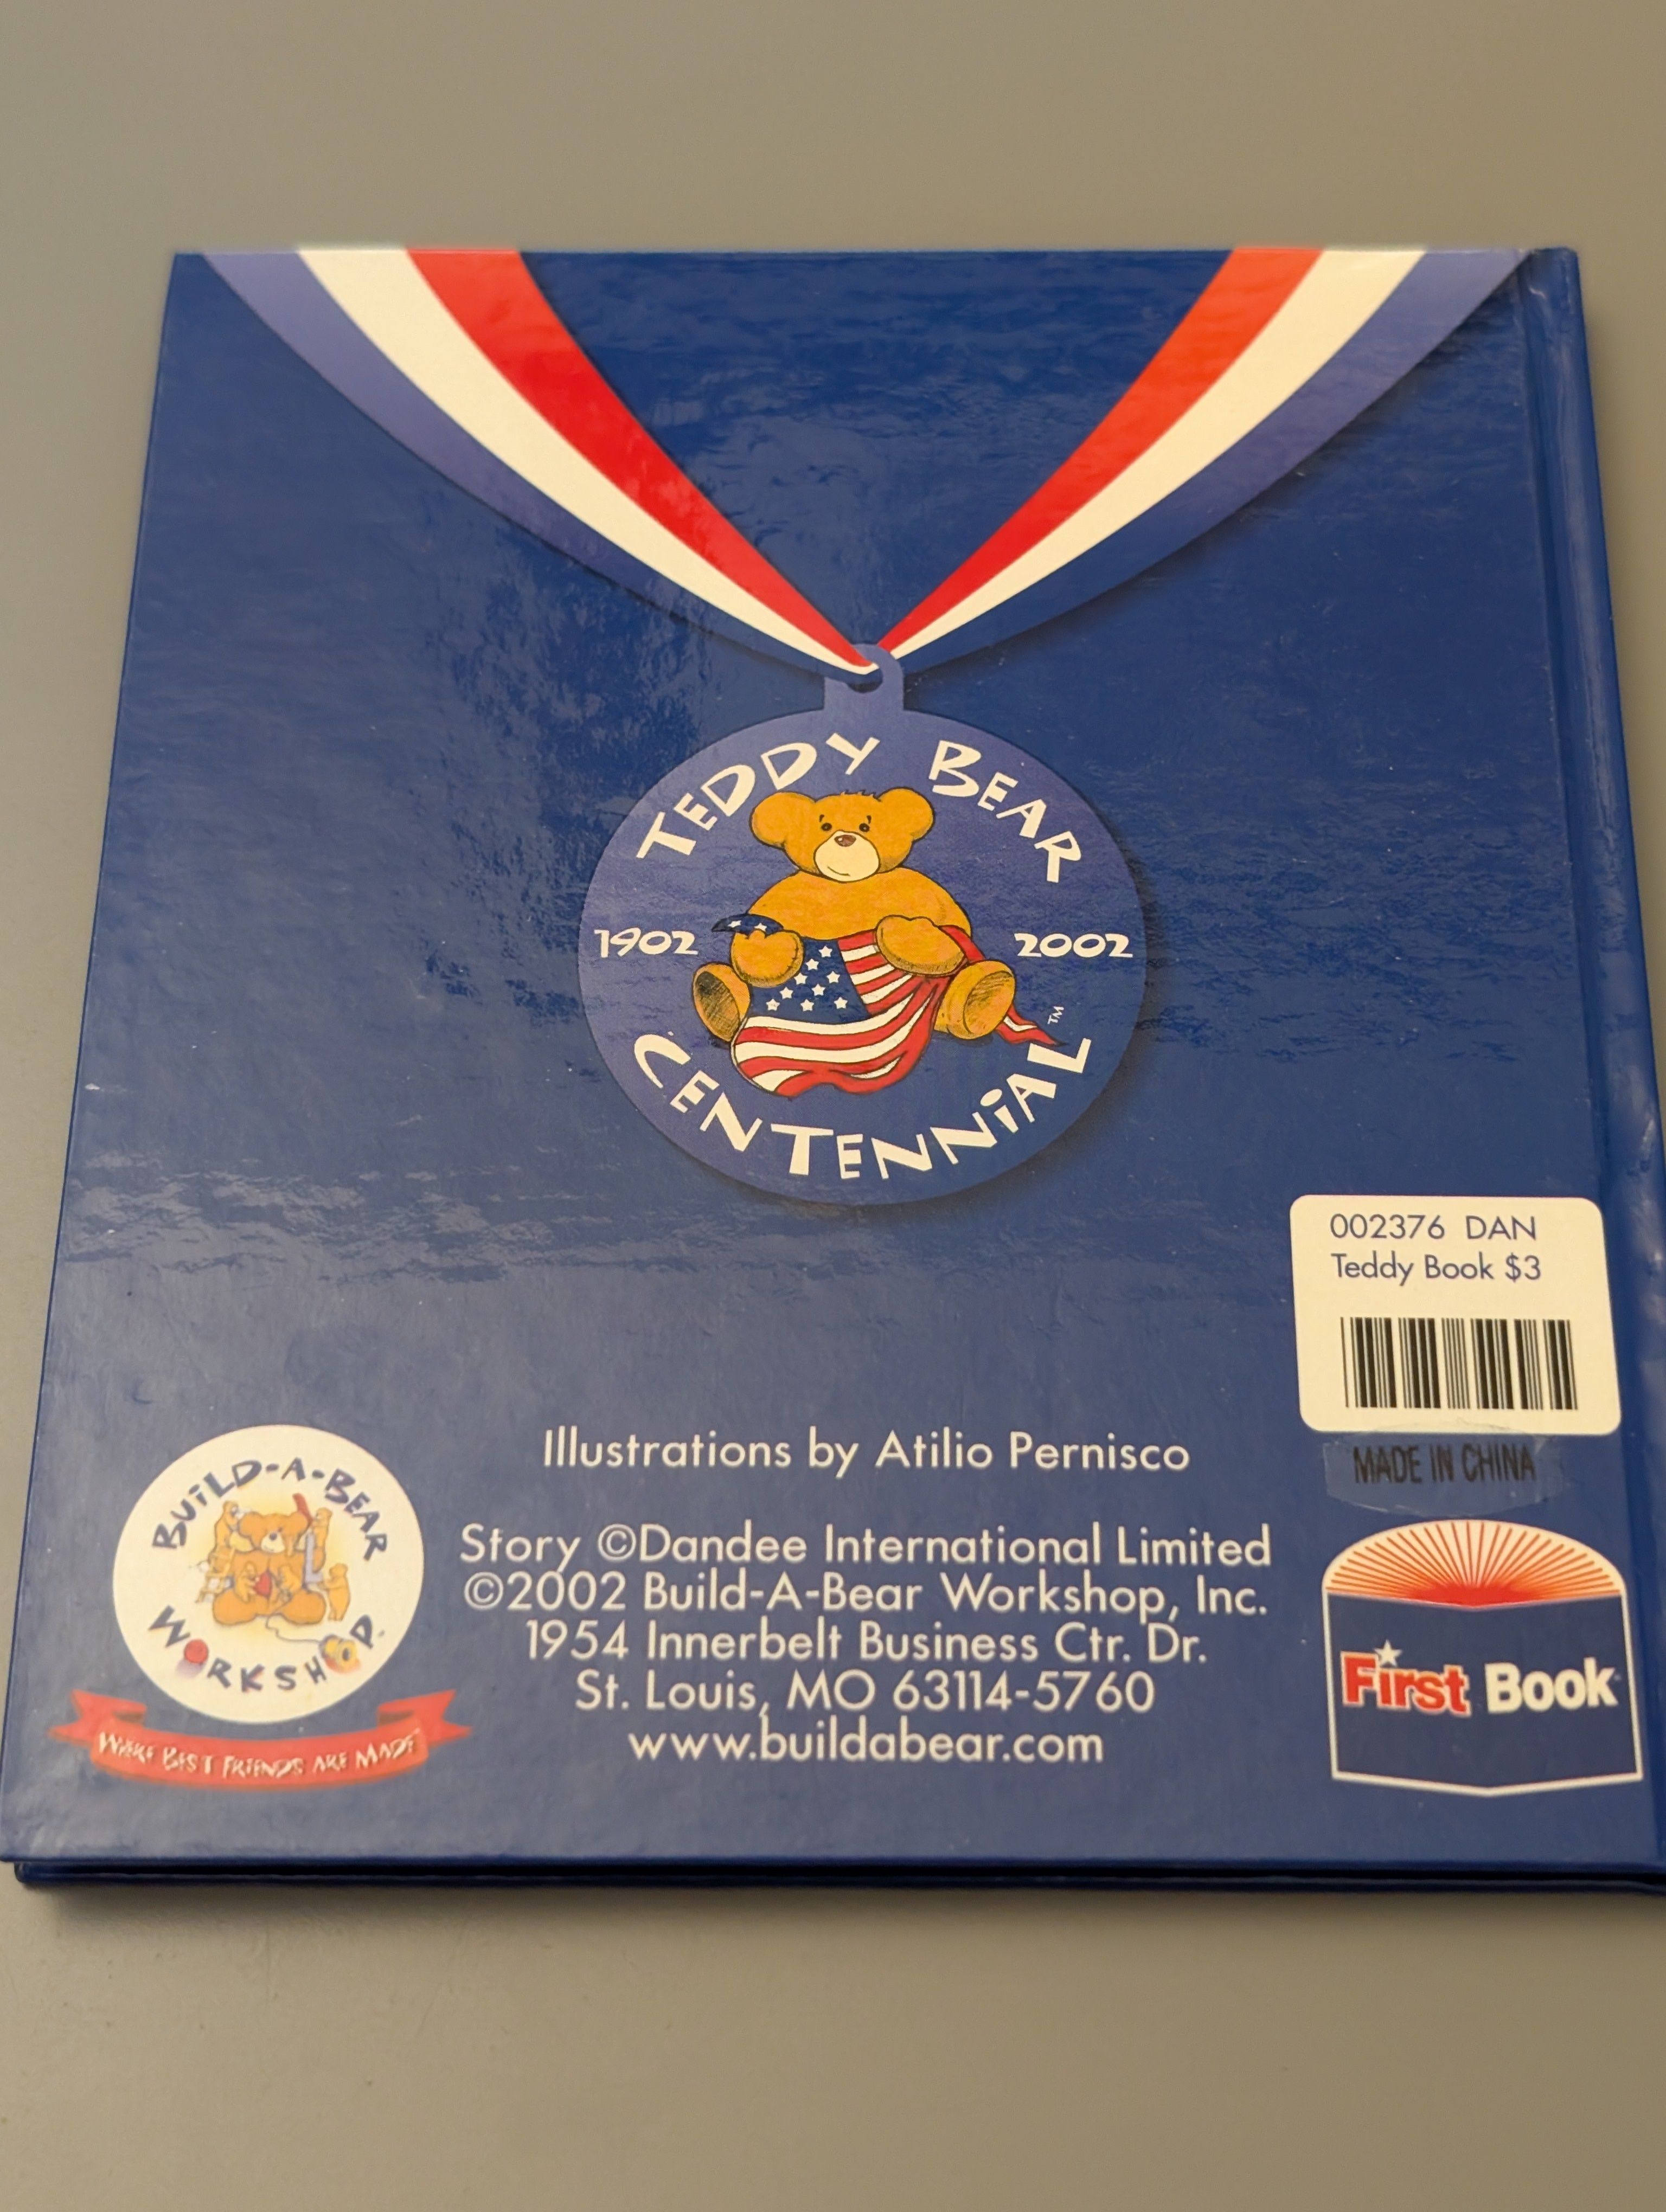 TEDDY BEAR
1902 2002
CENTENNIAL™
002376 DAN
Teddy Book $3
MADE IN CHINA
BUiLD-A-BEAR
WORKSHOP
WHERE BEST FRIENDS ARE MADE
Illustrations by Atilio Pernisco
Story ©Dandee International Limited
©2002 Build-A-Bear Workshop, Inc.
1954 Innerbelt Business Ctr. Dr.
St. Louis, MO 63114-5760
www.buildabear.com
First Book